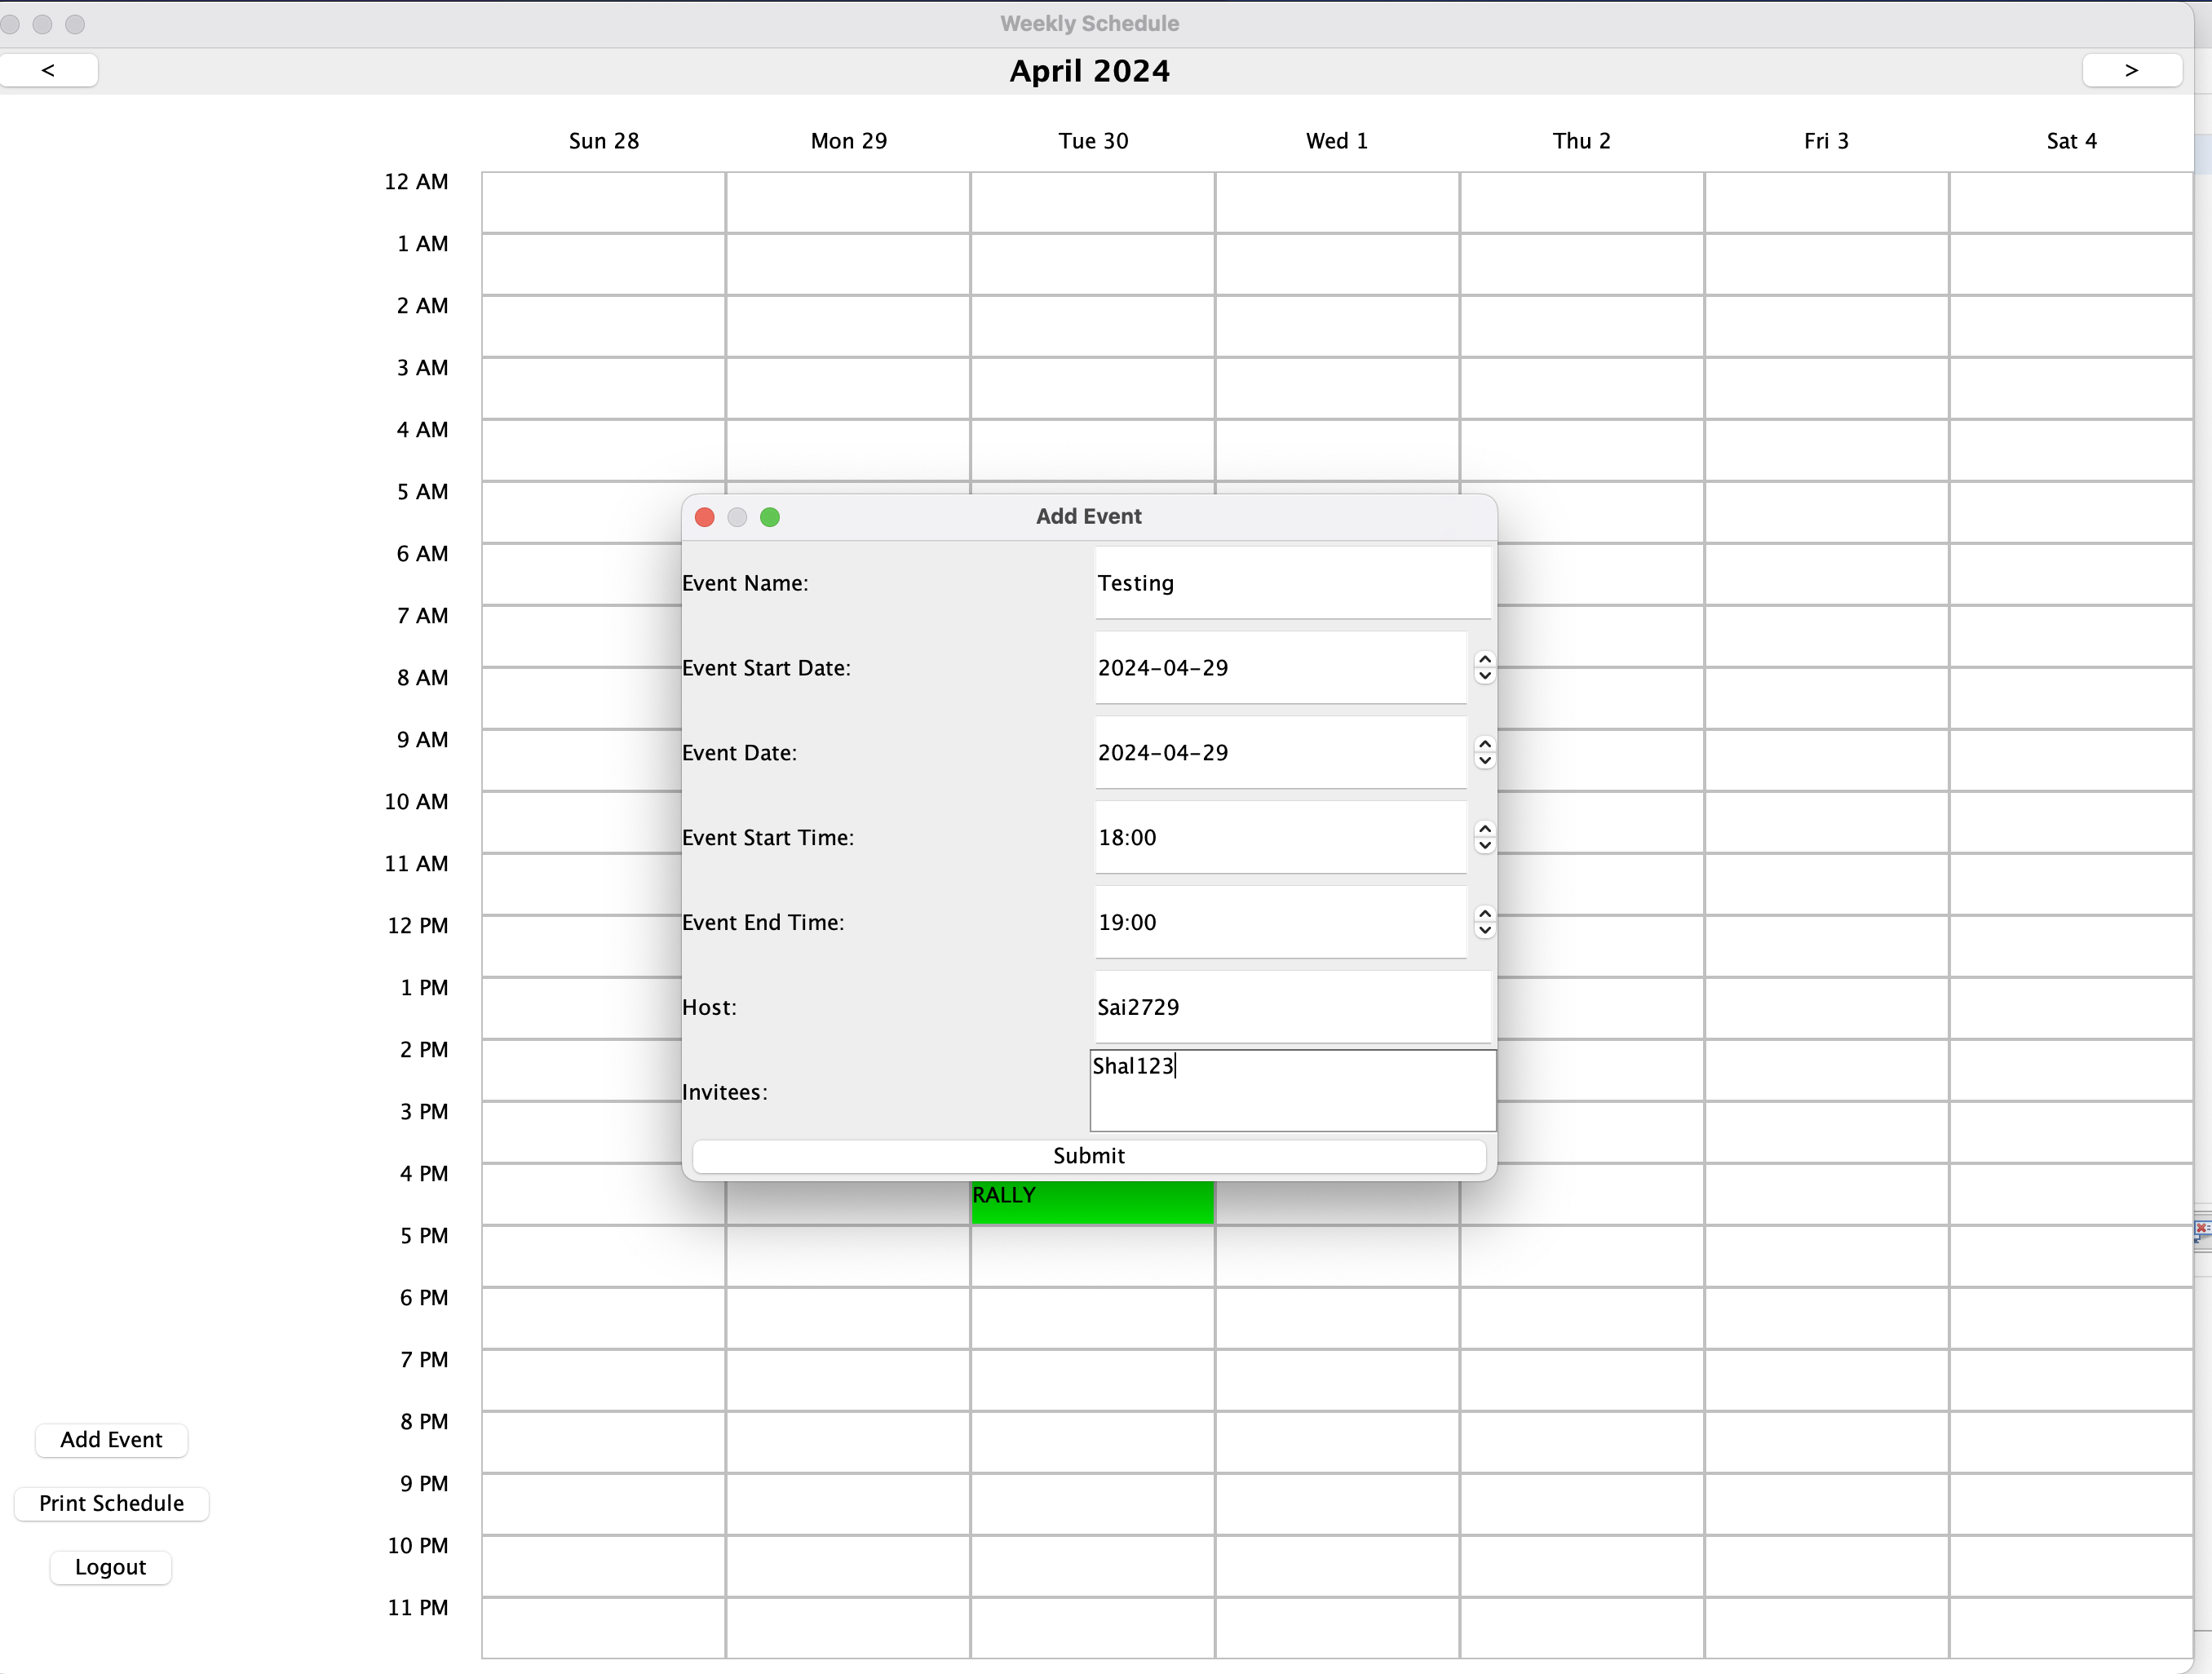 Weekly Schedule
<
April 2024
>
Sun 28
Mon 29
Tue 30
Wed 1
Thu 2
Fri 3
Sat 4
12 AM
1 AM
2 AM
3 AM
4 AM
5 AM
6 AM
7 AM
8 AM
9 AM
10 AM
11 AM
12 PM
1 PM
2 PM
3 PM
4 PM
5 PM
6 PM
7 PM
8 PM
9 PM
10 PM
11 PM
Add Event
Event Name: Testing
Event Start Date: 2024-04-29
Event Date: 2024-04-29
Event Start Time: 18:00
Event End Time: 19:00
Host: Sai2729
Invitees: Shal123
Submit
RALLY
Add Event
Print Schedule
Logout